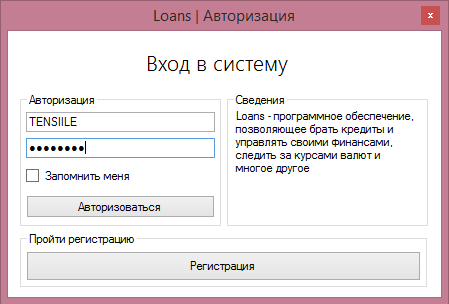 Loans | Авторизация
x
Вход в систему
Авторизация
TENSIILE
●●●●●●●●
Запомнить меня
Авторизоваться
Сведения
Loans - программное обеспечение,
позволяющее брать кредиты и
управлять своими финансами,
следить за курсами валют и
многое другое
Пройти регистрацию
Регистрация